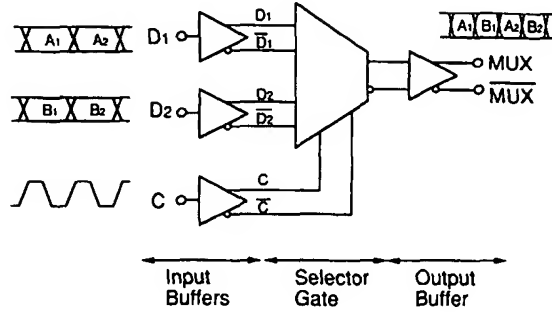 A1 A2
D1
D1
D̅1
A1 B1 A2 B2
MUX
M̅U̅X̅
B1 B2
D2
D2
D̅2
C
C
C̅
Input
Buffers
Selector
Gate
Output
Buffer